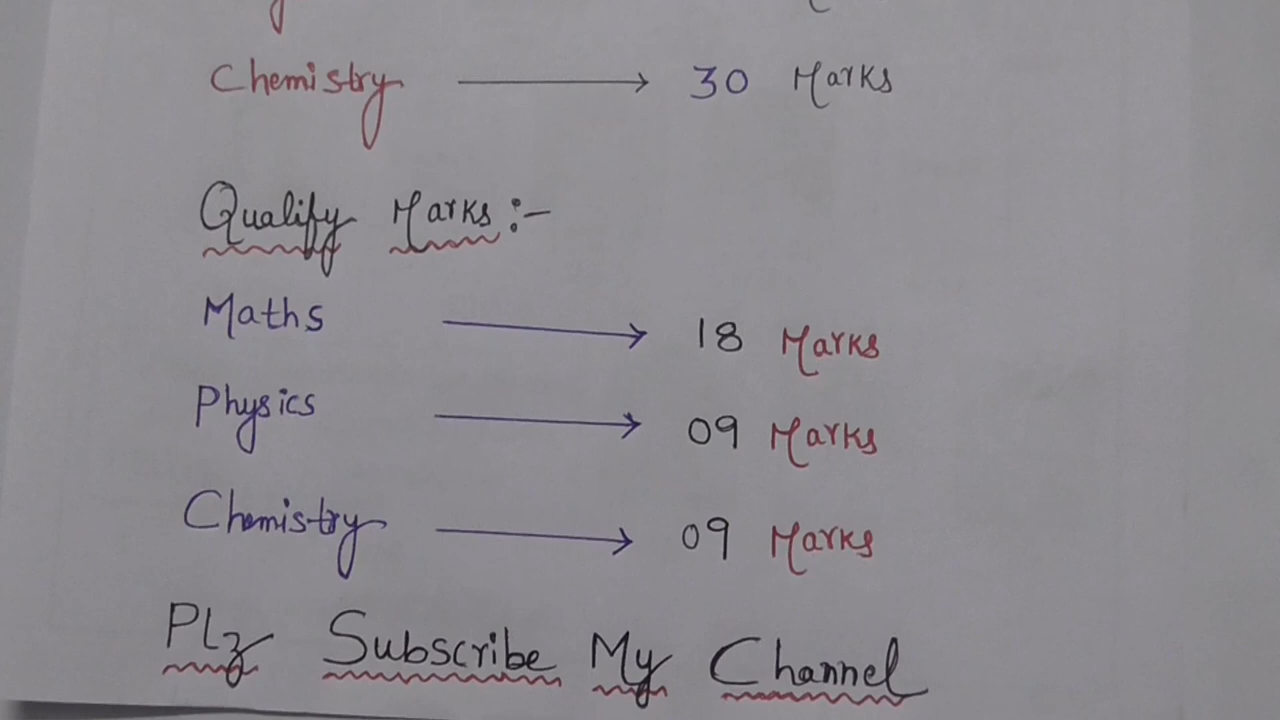 Chemistry → 30 Marks
Qualify Marks :-
Maths → 18 Marks
Physics → 09 Marks
Chemistry → 09 Marks
Plz Subscribe My Channel